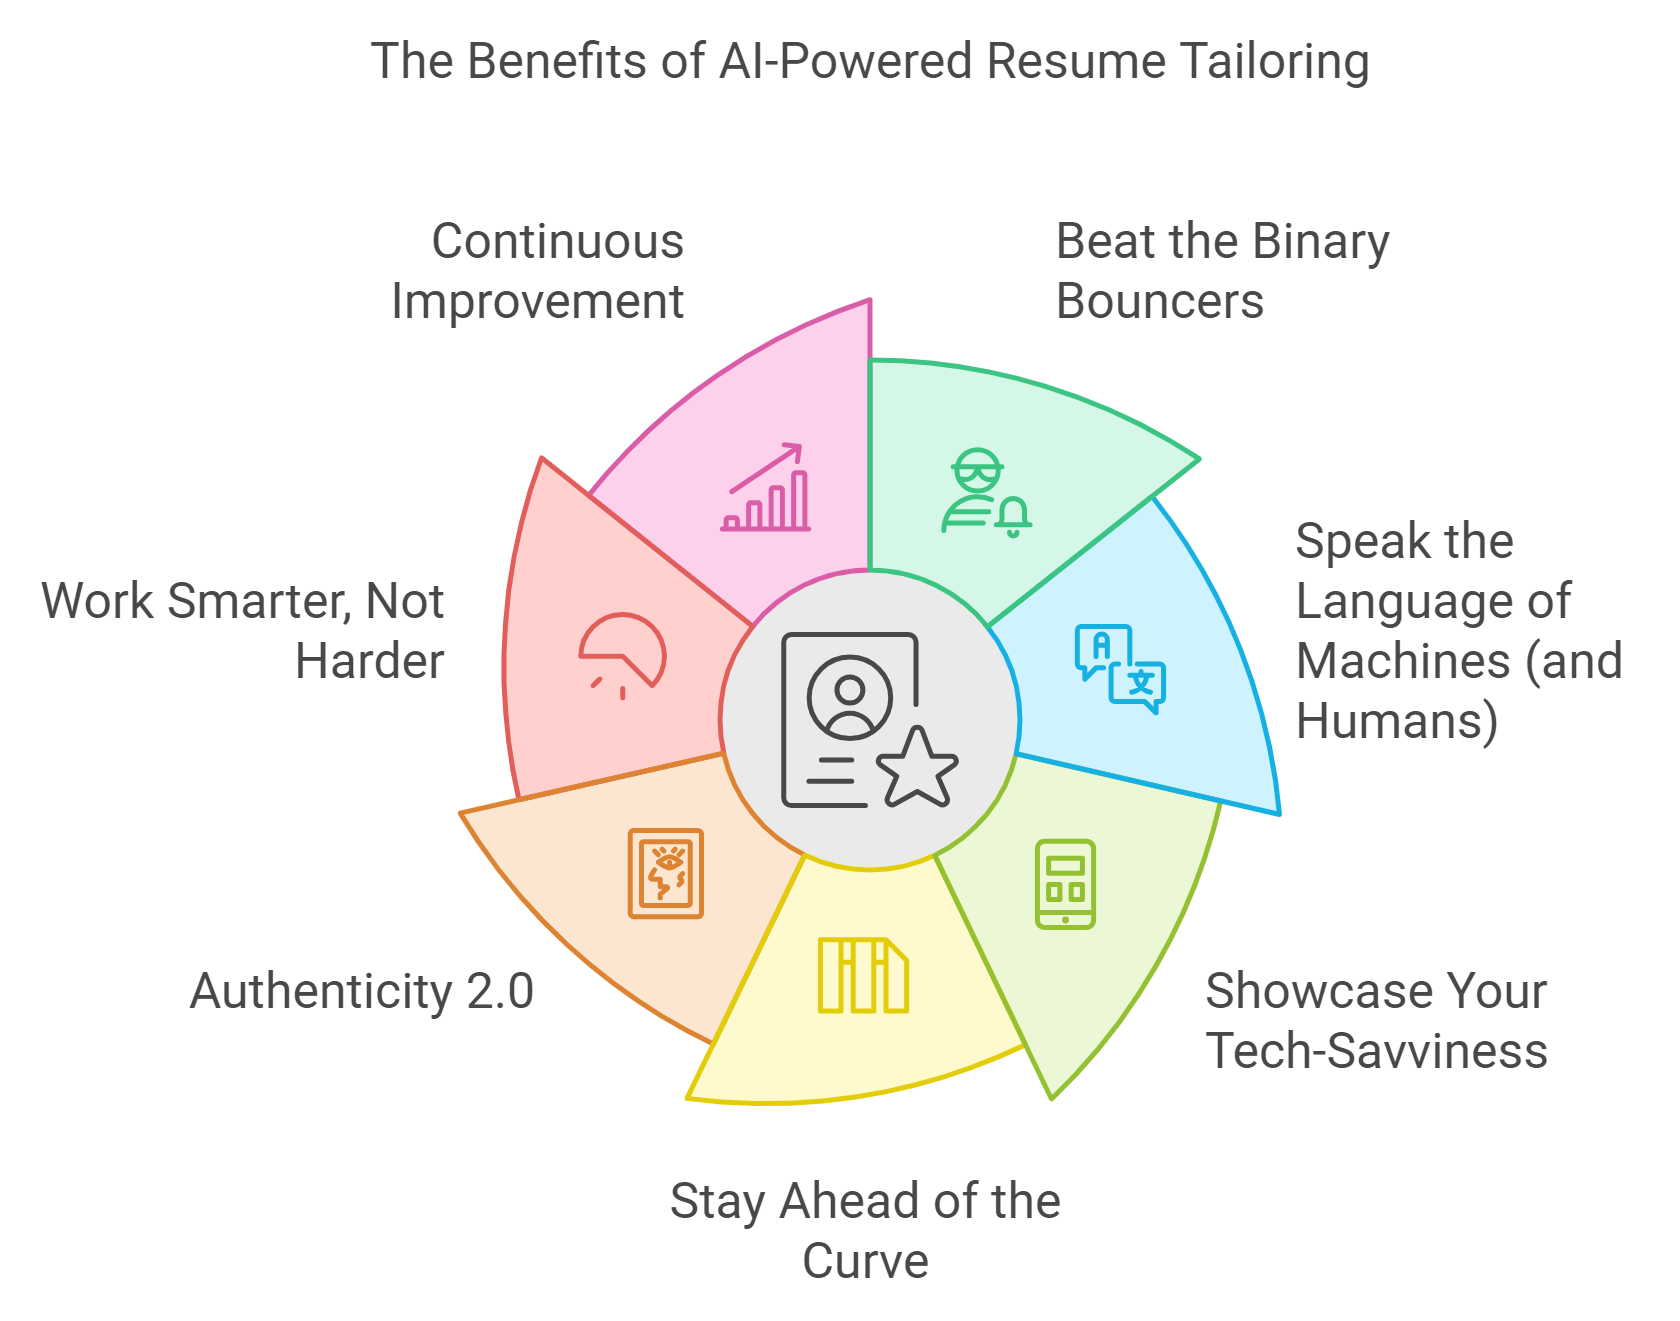 The Benefits of AI-Powered Resume Tailoring
Continuous
Improvement
Beat the Binary
Bouncers
Speak the
Language of
Machines (and
Humans)
Work Smarter, Not
Harder
A
文
Authenticity 2.0
Showcase Your
Tech-Savviness
Stay Ahead of the
Curve